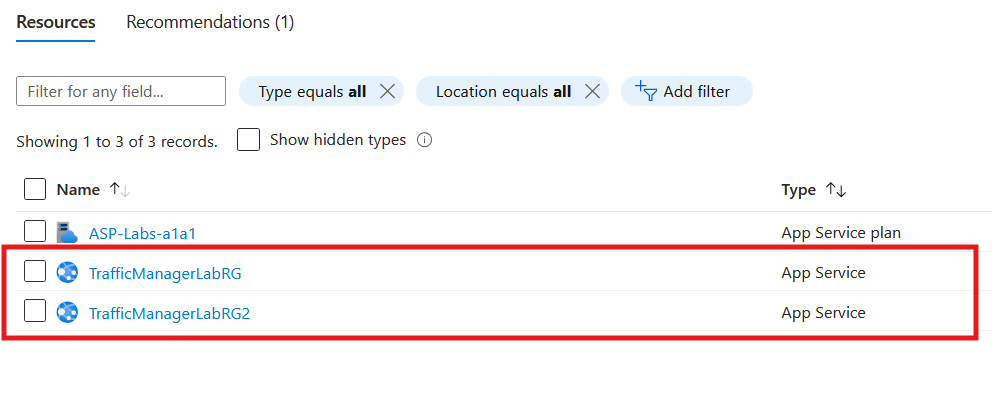 Resources Recommendations (1)
Filter for any field... Type equals all Location equals all Add filter
Showing 1 to 3 of 3 records. Show hidden types
Name Type
ASP-Labs-a1a1 App Service plan
TrafficManagerLabRG App Service
TrafficManagerLabRG2 App Service